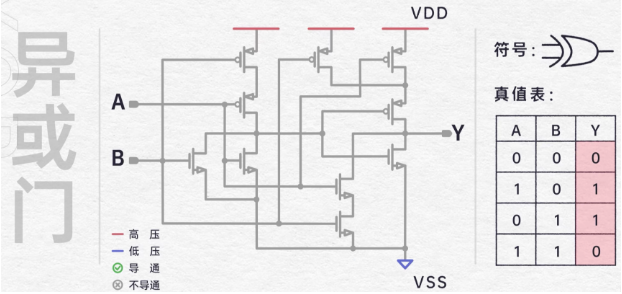 异或门
VDD
A
B
Y
VSS
高 压
低 压
导 通
不导通
符号:
真值表:
A B Y
0 0 0
1 0 1
0 1 1
1 1 0